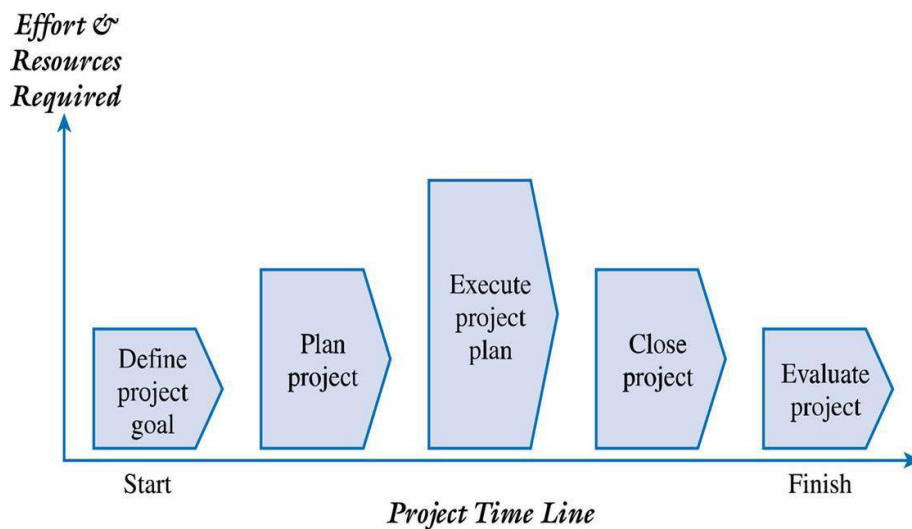 Effort &
Resources
Required
Define
project
goal
Plan
project
Execute
project
plan
Close
project
Evaluate
project
Start
Finish
Project Time Line